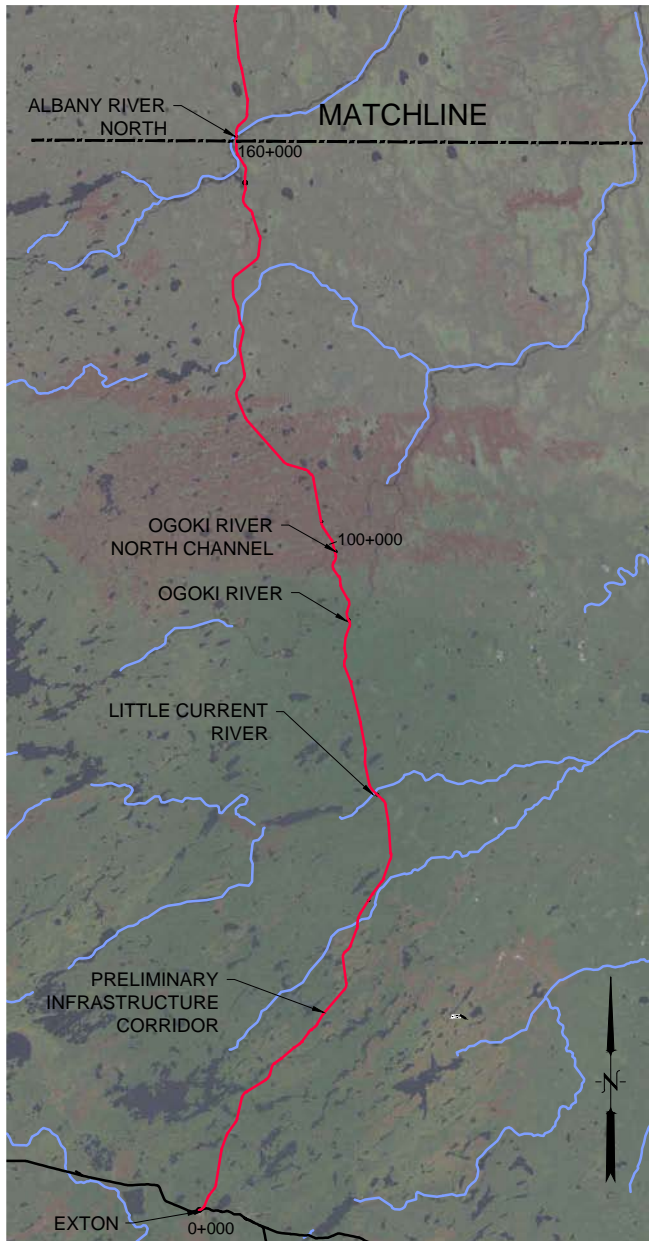 ALBANY RIVER
NORTH
MATCHLINE
160+000
OGOKI RIVER
NORTH CHANNEL
100+000
OGOKI RIVER
LITTLE CURRENT
RIVER
PRELIMINARY
INFRASTRUCTURE
CORRIDOR
N
EXTON
0+000